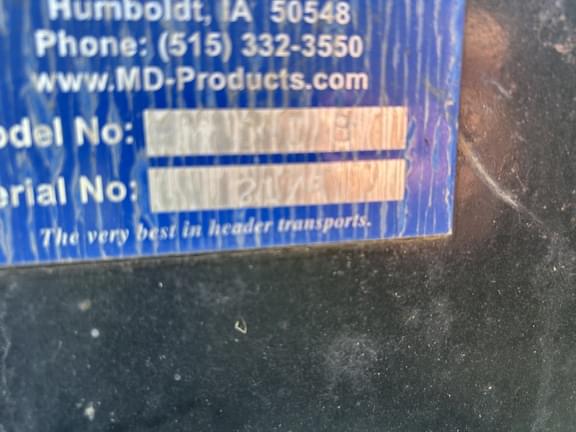 Humboldt, IA 50548
Phone: (515) 332-3550
www.MD-Products.com
odel No:
erial No:
The very best in header transports.